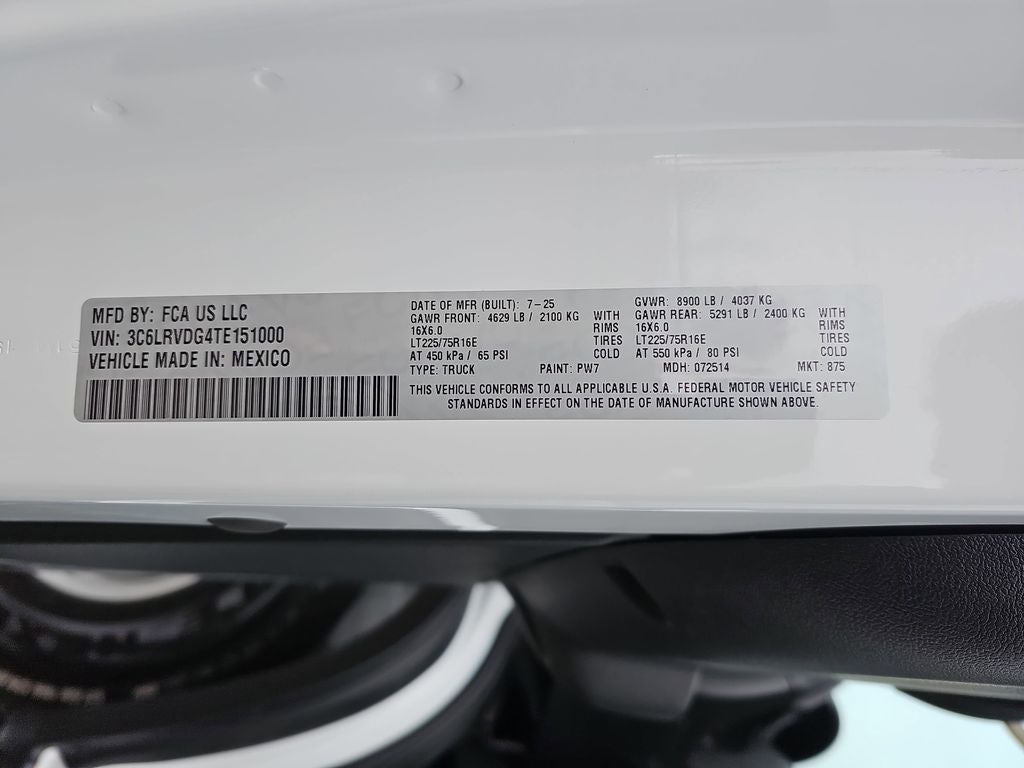 MFD BY: FCA US LLC
VIN: 3C6LRVDG4TE151000
VEHICLE MADE IN: MEXICO
DATE OF MFR (BUILT): 7-25 GVWR: 8900 LB / 4037 KG
GAWR FRONT: 4629 LB / 2100 KG WITH GAWR REAR: 5291 LB / 2400 KG WITH
16X6.0 RIMS 16X6.0 RIMS
LT225/75R16E TIRES LT225/75R16E TIRES
AT 450 kPa / 65 PSI COLD AT 550 kPa / 80 PSI COLD
TYPE: TRUCK PAINT: PW7 MDH: 072514 MKT: 875
THIS VEHICLE CONFORMS TO ALL APPLICABLE U.S.A. FEDERAL MOTOR VEHICLE SAFETY
STANDARDS IN EFFECT ON THE DATE OF MANUFACTURE SHOWN ABOVE.